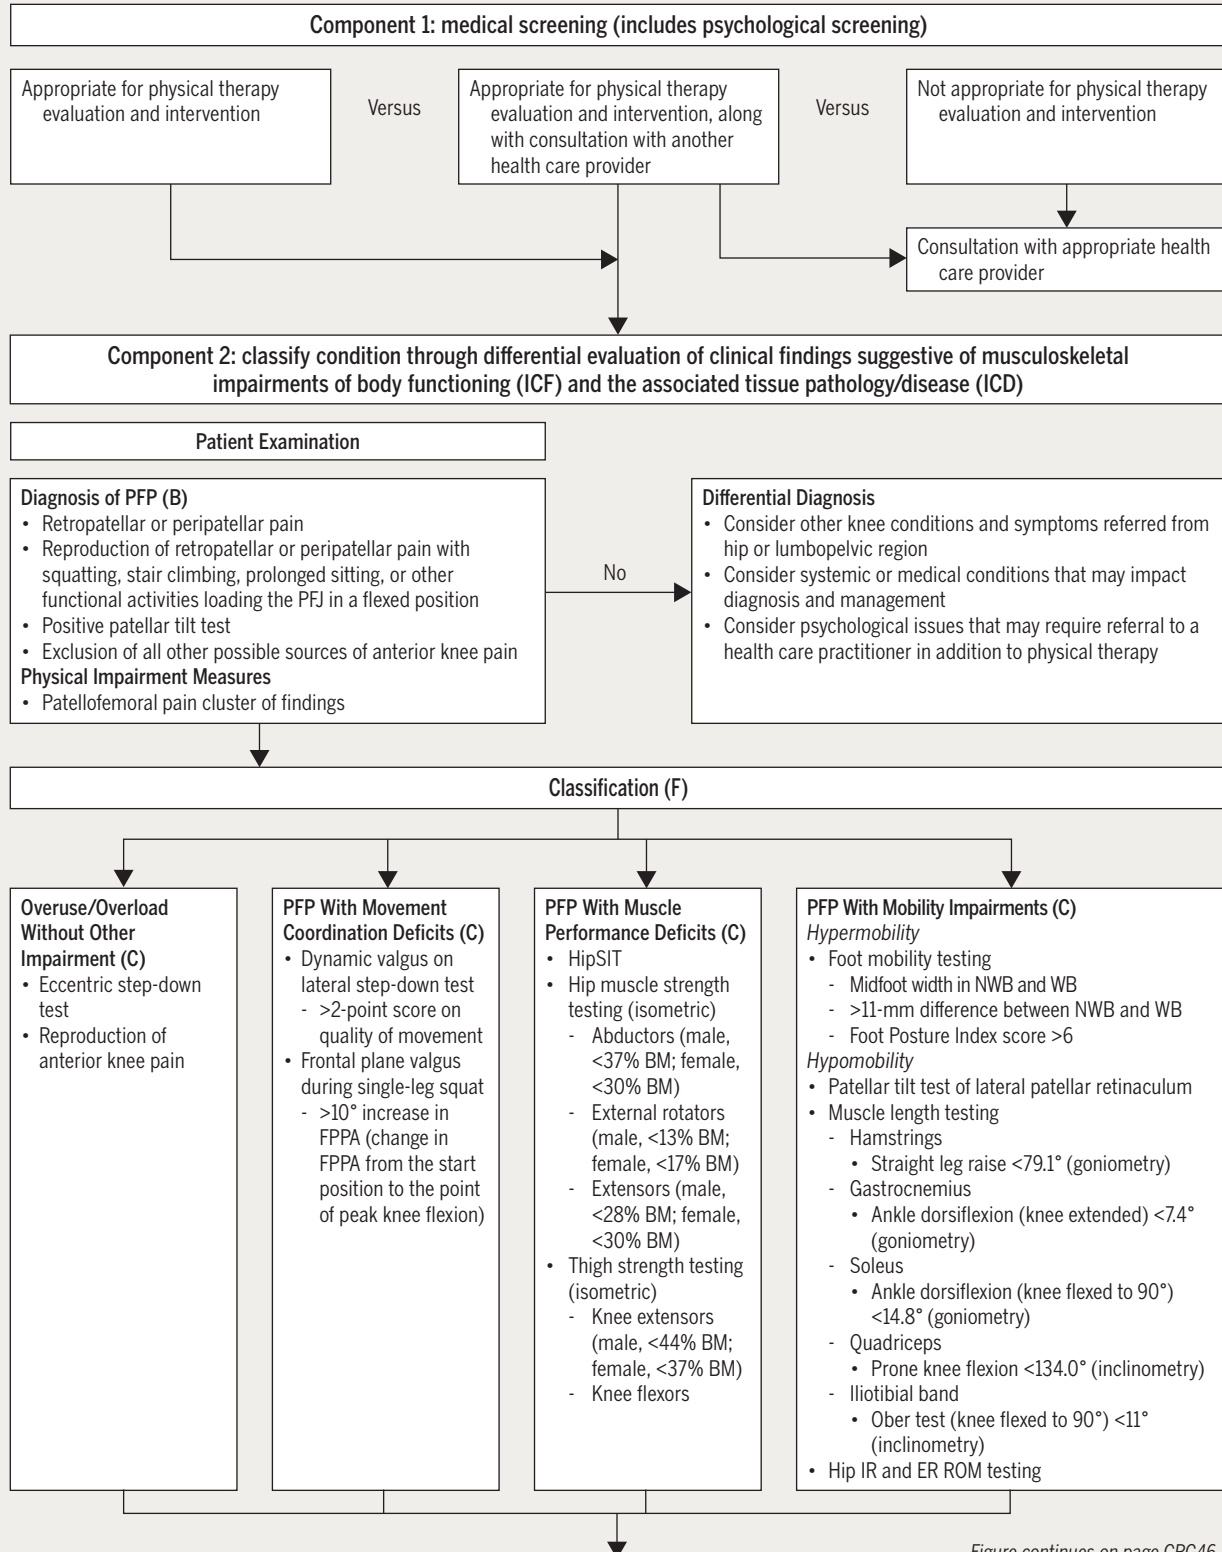 Component 1: medical screening (includes psychological screening)
Appropriate for physical therapy
evaluation and intervention
Versus
Appropriate for physical therapy
evaluation and intervention, along
with consultation with another
health care provider
Versus
Not appropriate for physical therapy
evaluation and intervention
Consultation with appropriate health
care provider
Component 2: classify condition through differential evaluation of clinical findings suggestive of musculoskeletal
impairments of body functioning (ICF) and the associated tissue pathology/disease (ICD)
Patient Examination
Diagnosis of PFP (B)
• Retropatellar or peripatellar pain
• Reproduction of retropatellar or peripatellar pain with
squatting, stair climbing, prolonged sitting, or other
functional activities loading the PFJ in a flexed position
• Positive patellar tilt test
• Exclusion of all other possible sources of anterior knee pain
Physical Impairment Measures
• Patellofemoral pain cluster of findings
No
Differential Diagnosis
• Consider other knee conditions and symptoms referred from
hip or lumbopelvic region
• Consider systemic or medical conditions that may impact
diagnosis and management
• Consider psychological issues that may require referral to a
health care practitioner in addition to physical therapy
Classification (F)
Overuse/Overload
Without Other
Impairment (C)
• Eccentric step-down
test
• Reproduction of
anterior knee pain
PFP With Movement
Coordination Deficits (C)
• Dynamic valgus on
lateral step-down test
- >2-point score on
quality of movement
• Frontal plane valgus
during single-leg squat
- >10° increase in
FPPA (change in
FPPA from the start
position to the point
of peak knee flexion)
PFP With Muscle
Performance Deficits (C)
• HipSIT
• Hip muscle strength
testing (isometric)
- Abductors (male,
<37% BM; female,
<30% BM)
- External rotators
(male, <13% BM;
female, <17% BM)
- Extensors (male,
<28% BM; female,
<30% BM)
• Thigh strength testing
(isometric)
- Knee extensors
(male, <44% BM;
female, <37% BM)
- Knee flexors
PFP With Mobility Impairments (C)
Hypermobility
• Foot mobility testing
- Midfoot width in NWB and WB
- >11-mm difference between NWB and WB
- Foot Posture Index score >6
Hypomobility
• Patellar tilt test of lateral patellar retinaculum
• Muscle length testing
- Hamstrings
• Straight leg raise <79.1° (goniometry)
- Gastrocnemius
• Ankle dorsiflexion (knee extended) <7.4°
(goniometry)
- Soleus
• Ankle dorsiflexion (knee flexed to 90°)
<14.8° (goniometry)
- Quadriceps
• Prone knee flexion <134.0° (inclinometry)
- Iliotibial band
• Ober test (knee flexed to 90°) <11°
(inclinometry)
• Hip IR and ER ROM testing
Figure continues on page CPG46.